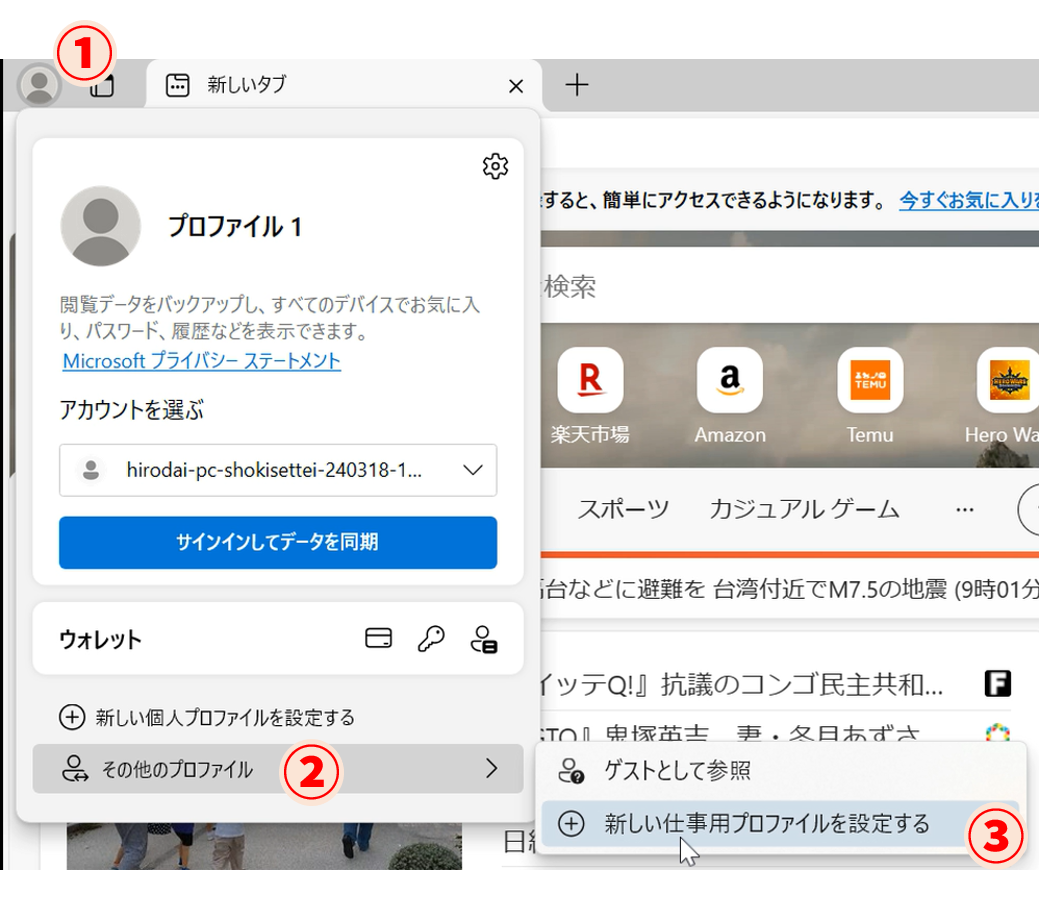 1
新しいタブ
プロファイル 1
すると、簡単にアクセスできるようになります。 今すぐお気に入り
閲覧データをバックアップし、すべてのデバイスでお気に入
り、パスワード、履歴などを表示できます。
Microsoft プライバシー ステートメント
検索
アカウントを選ぶ
hirodai-pc-shokisettei-240318-1...
サインインしてデータを同期
R
a
TEMU
HERO WARS
楽天市場
Amazon
Temu
Hero Wa
スポーツ
カジュアル ゲーム
...
台などに避難を 台湾付近でM7.5の地震 (9時01分
ウォレット
イッテQ!』抗議のコンゴ民主共和...
F
STO』鬼塚英吉、妻・冬月あずさ
新しい個人プロファイルを設定する
その他のプロファイル
2
ゲストとして参照
新しい仕事用プロファイルを設定する
3
日経